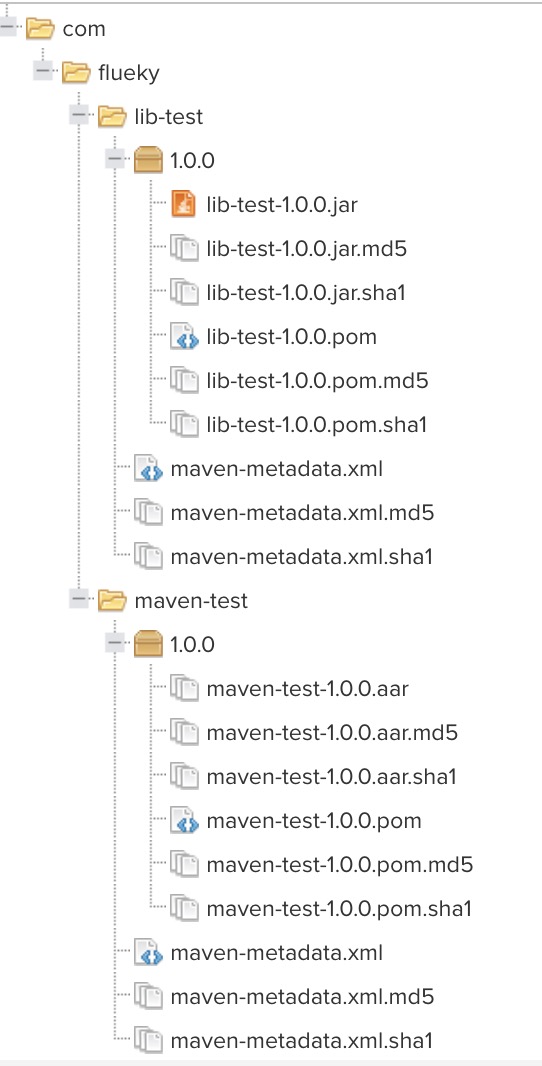 com
flueky
lib-test
1.0.0
lib-test-1.0.0.jar
lib-test-1.0.0.jar.md5
lib-test-1.0.0.jar.sha1
lib-test-1.0.0.pom
lib-test-1.0.0.pom.md5
lib-test-1.0.0.pom.sha1
maven-metadata.xml
maven-metadata.xml.md5
maven-metadata.xml.sha1
maven-test
1.0.0
maven-test-1.0.0.aar
maven-test-1.0.0.aar.md5
maven-test-1.0.0.aar.sha1
maven-test-1.0.0.pom
maven-test-1.0.0.pom.md5
maven-test-1.0.0.pom.sha1
maven-metadata.xml
maven-metadata.xml.md5
maven-metadata.xml.sha1